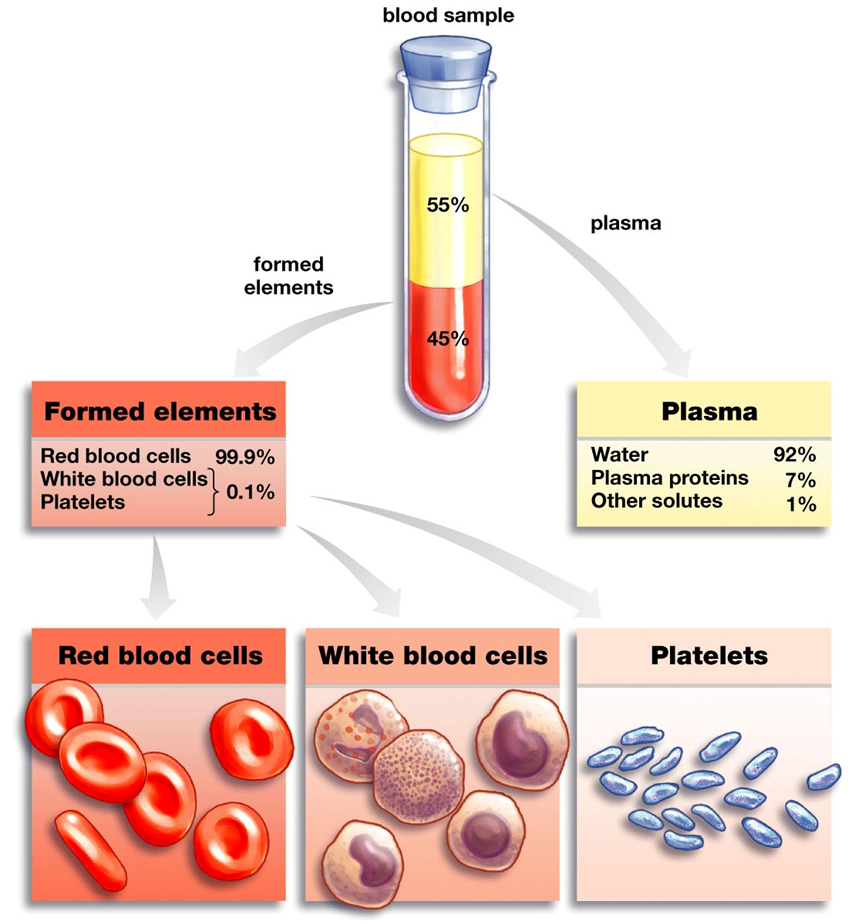 blood sample
55%
plasma
formed
elements
45%
Formed elements
Red blood cells 99.9%
White blood cells
Platelets
0.1%
Plasma
Water 92%
Plasma proteins 7%
Other solutes 1%
Red blood cells
White blood cells
Platelets